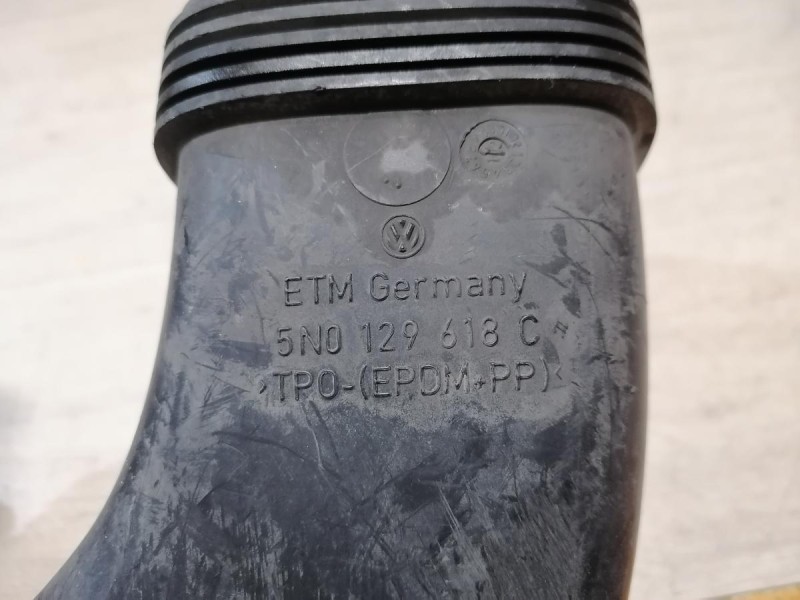 ETM Germany
5N0 129 618 C
>TPO-(EPDM+PP)<